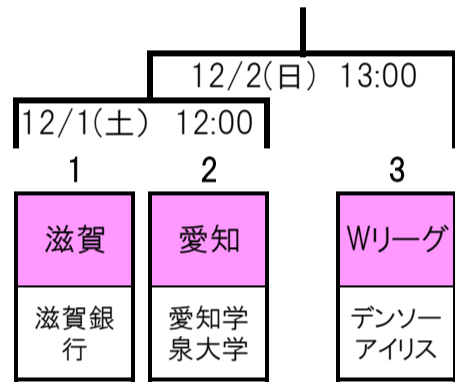 12/2(日) 13:00
12/1(土) 12:00
1 2 3
滋賀 愛知 Wリーグ
滋賀銀 愛知学 デンソー
行 泉大学 アイリス